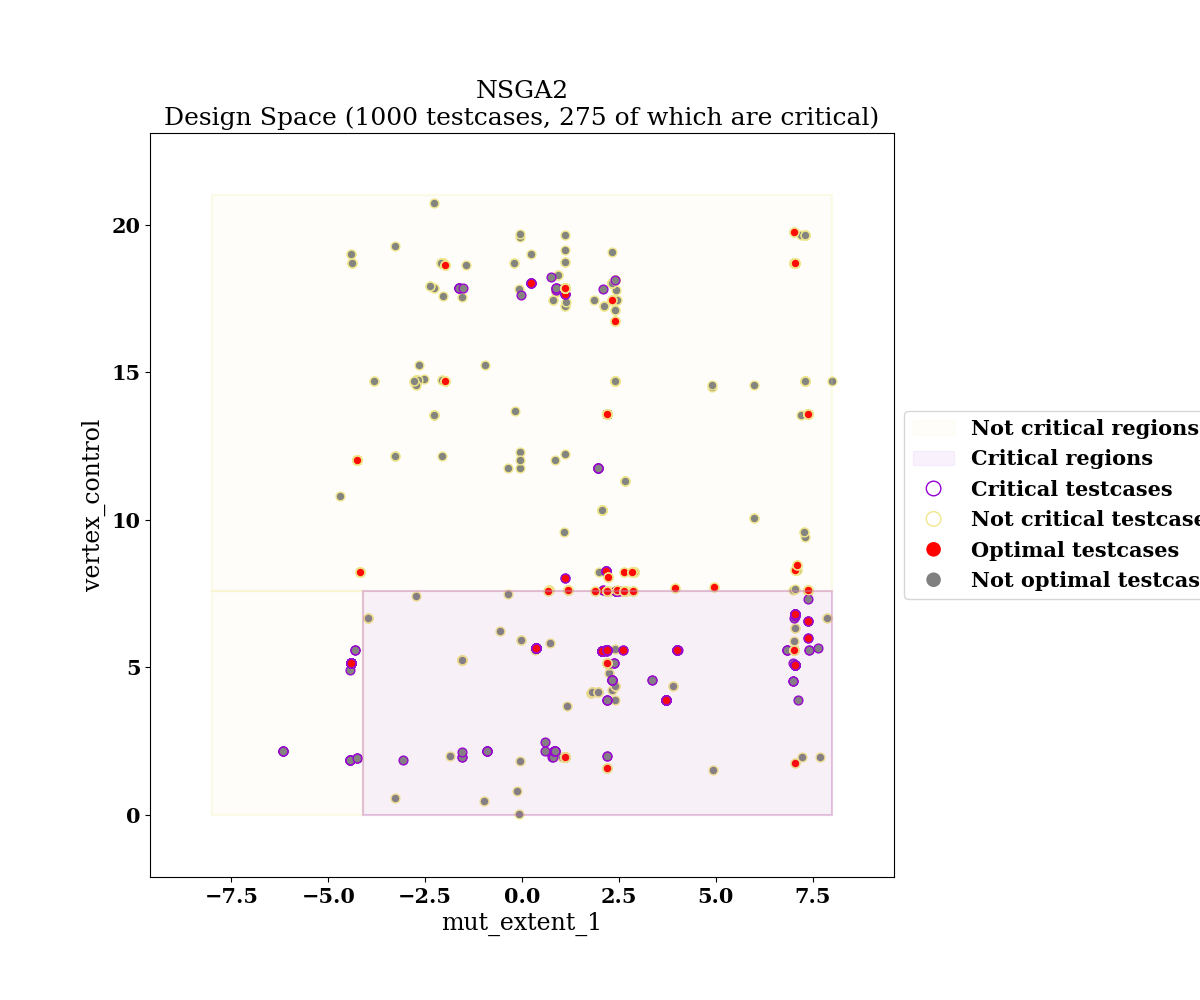 NSGA2
Design Space (1000 testcases, 275 of which are critical)
vertex_control
20
15
10
5
0
−7.5
−5.0
−2.5
0.0
2.5
5.0
7.5
mut_extent_1
Not critical regions
Critical regions
Critical testcases
Not critical testcase
Optimal testcases
Not optimal testcas